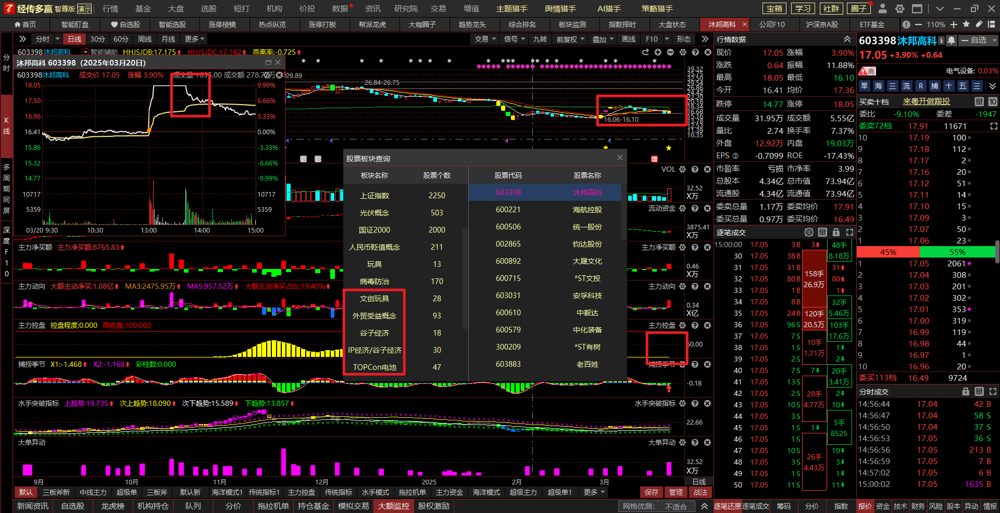 经传多赢 智尊版 演示 行情 基金 大盘 选股 短打 机构 价投 数据 资讯 研究院 交易 增值 主题猎手 舆情猎手 AI猎手 策略猎手 宝箱 学习 社群 圈子
首页 智能盯盘 自选股 智能选股 涨停棱镜 热点纵览 涨停打板 帮派龙虎 大咖圈子 趋势龙头 综合排名 板块监测 指数择时 大盘状态 沐邦高科 公司F10 沪深京A股 ETF基金 110%
分时 日线 30分 60分 周线 月线 更多 交易 信号 九转 前复权 叠加 画线 F10 形态
分时
K线
多周期同屏
深度F10
603398沐邦高科 智能辅助 HHJSJDB:17.175 HHJSJDC:17.142 乖离率:-0.725
沐邦高科 603398（2025年03月20日）
603398沐邦高科 成交价 17.05 涨幅 3.90% 成交额 278.
18.05 9.99%
17.50 6.66%
16.96 3.33%
16.41 0.00%
15.86 -3.33%
15.32 -6.66%
14.77 -9.99%
10717 10717
5359 5359
03/20 9:30 10:30 13:00 14:00 15:00
29.89
26.84-26.75
16.06-16.10
39.32
10.35
增
VOL
32.52
X万
流动资金
3875.41
X万
主力净买额 主力净买额:8765.83
主力净买额
0.46
X万
主力动向 大额主动净买:1.08亿 MA3:2475.95万 MA5:957.52万 大额主动净买占比:19.40%
主力动向
0.34
X亿
主力控盘 控盘程度:0.000 高控盘:100.000
主力控盘
50.00
捕捞季节 X1:-1.468 X2:-1.168 彩柱数:0.000
捕捞季节
-0.18
水手突破指标 上趋势:19.735 次上趋势:18.090 次下趋势:15.589 下趋势:13.857
水手突破指标
22.66
大单异动
大单异动
32.52
X万
9月 10月 11月 12月 2025 2月 3月 日线
股票板块查询
板块名称 股票个数 股票代码 股票名称
上证指数 2250
光伏概念 503
国证2000 2000
人民币贬值概念 211
玩具 13
病毒防治 170
文创玩具 28
外贸受益概念 93
谷子经济 18
IP经济/谷子经济 30
TOPCon电池 47
603398 沐邦高科
600221 海航控股
600506 统一股份
002865 钧达股份
600892 大晟文化
600715 *ST文投
603031 安孚科技
600610 中毅达
600579 中化装备
300209 *ST有树
603883 老百姓
默认 三板斧新 中线主力 超级单 三板斧 默认新 海洋模式1 传统指标1 主力控盘 传统指标 水手模式 拖拉机单 主力资金 海洋模式 超级主力 超级单1 更多 保存 管理 战法
新闻资讯 自选股 龙虎榜 机构持仓 队列 分价 拖拉机单 持仓基金 模拟交易 大额监控 股权激励 网格优测: 不适合
行情数据
现价 17.05 涨幅 3.90%
涨跌 0.64 振幅 11.88%
最高 18.05 最低 16.10
今开 16.41 均价 17.36
跌停 14.77 涨停 18.05
成交量 31.95万 成交额 5.55亿
量比 2.74 换手率 7.37%
外盘 12.92万 内盘 19.03万
EPS ③ -0.7099 ROE -17.43%
市盈率 亏损 市净率 3.99
总股本 4.34亿 总市值 73.94亿
流通股 4.34亿 流通值 73.94亿
委卖总量 1.17万 委卖均价 17.91
委买总量 0.97万 委买均价 16.49
逐笔成交
15:00:00 17.05 3 B 3
30 17.05 38 B
31 17.05 31 B 31
32 17.05 80 B 80
33 17.05 1 B 1
34 17.05 8 B
35 17.05 24 B
36 17.05 96 S
37 17.05 7 S
38 17.05 1 S 1
39 17.05 2 S 2
40 17.05 7 S 7
41 17.05 13 S
42 17.05 2 S 2
43 17.05 10 S 10
44 17.05 3 S
45 17.05 1 S 1
46 17.05 1 S
47 17.05 10 S 10
48 17.05 3 S 3
49 17.05 1 S 1
50 17.05 11 S 11
158手
26.9万
120手
20.5万
10手
1.71万
28手
4.77万
26手
4.43万
48手
8.18万
32手
5.46万
103手
17.6万
20手
3.41万
5手
8525
逐笔还原 逐笔成交 筹码 分价 指数
603398沐邦高科 自选
17.05 +3.90% +0.64
高 电气设备: 0.03%
旱 海 三 流 R 捕 十 五 三
买卖十档 来粤开做跟投 量 10
委比 -9.10% 委差 -1947
委卖72档 17.91 11671
10 17.19 100
9 17.18 112
8 17.17 2
7 17.16 20
6 17.12 51
5 17.11 14
4 17.10 15
3 17.09 3
2 17.07 50
1 17.06 23
45% 55%
1 17.05 2061
2 17.04 308
3 17.03 201
4 17.02 302
5 17.01 353
6 17.00 319
7 16.99 119
8 16.98 44
9 16.97 1
10 16.96 20
委买113档 16.49 9724
分时成交
14:56:44 17.04 42 B
14:56:47 17.04 58 S
14:56:50 17.04 37 S
14:56:53 17.05 36 S
14:56:56 17.05 213 B
14:56:59 17.05 7 B
14:57:02 17.05 6 B
15:00:02 17.05 1635 B
报价 资金 技术 财务 风险 股本 异动 情报